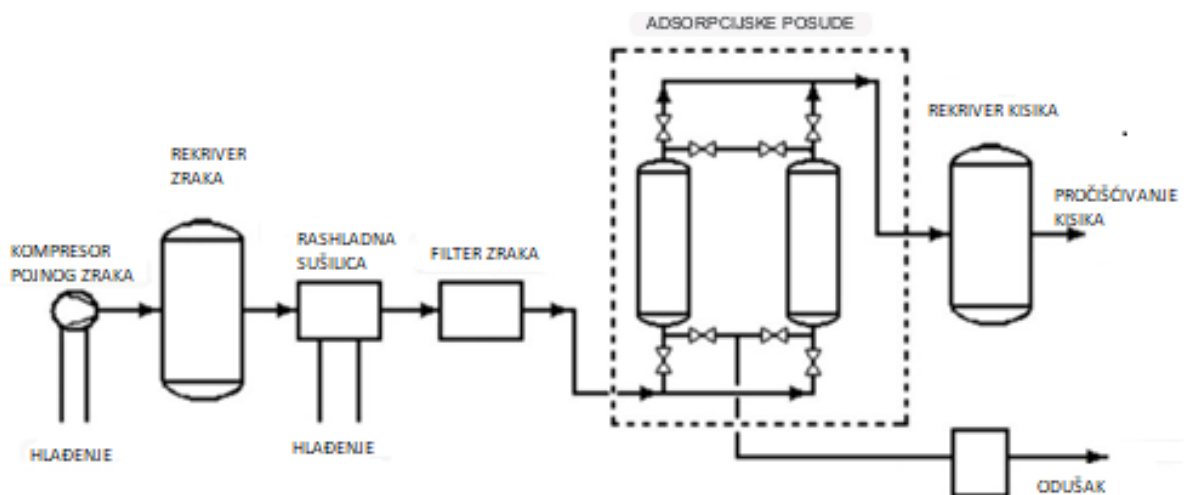 ADSORPCIJSKE POSUDE
REKRIVER KISIKA
REKRIVER
ZRAKA
PROČIŠĆIVANJE
KISIKA
KOMPRESOR
POJNOG ZRAKA
RASHLADNA
SUŠILICA
FILTER ZRAKA
HLAĐENJE
HLAĐENJE
ODUŠAK